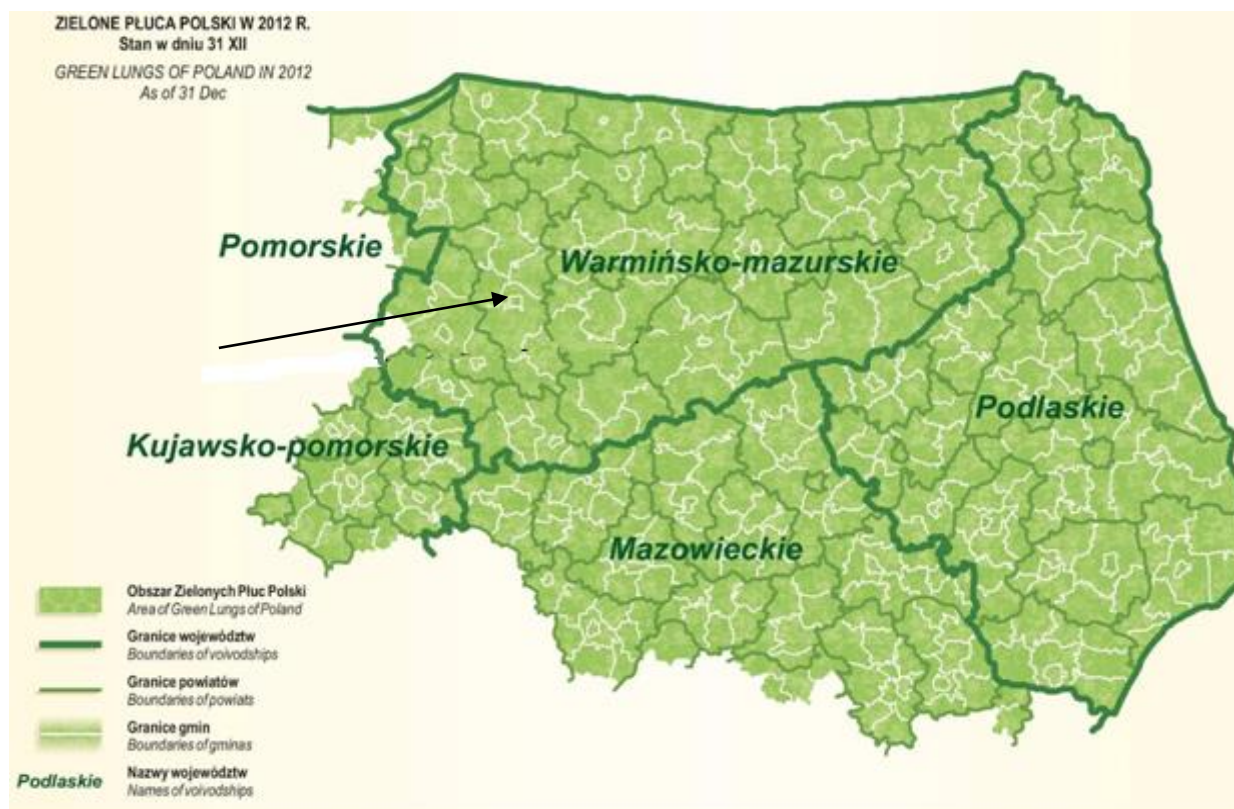 ZIELONE PŁUCA POLSKI W 2012 R.
Stan w dniu 31 XII
GREEN LUNGS OF POLAND IN 2012
As of 31 Dec
Pomorskie
Warmińsko-mazurskie
Podlaskie
Kujawsko-pomorskie
Mazowieckie
Obszar Zielonych Płuc Polski
Area of Green Lungs of Poland
Granice województw
Boundaries of voivodships
Granice powiatów
Boundaries of powiats
Granice gmin
Boundaries of gminas
Podlaskie
Nazwy województw
Names of voivodships